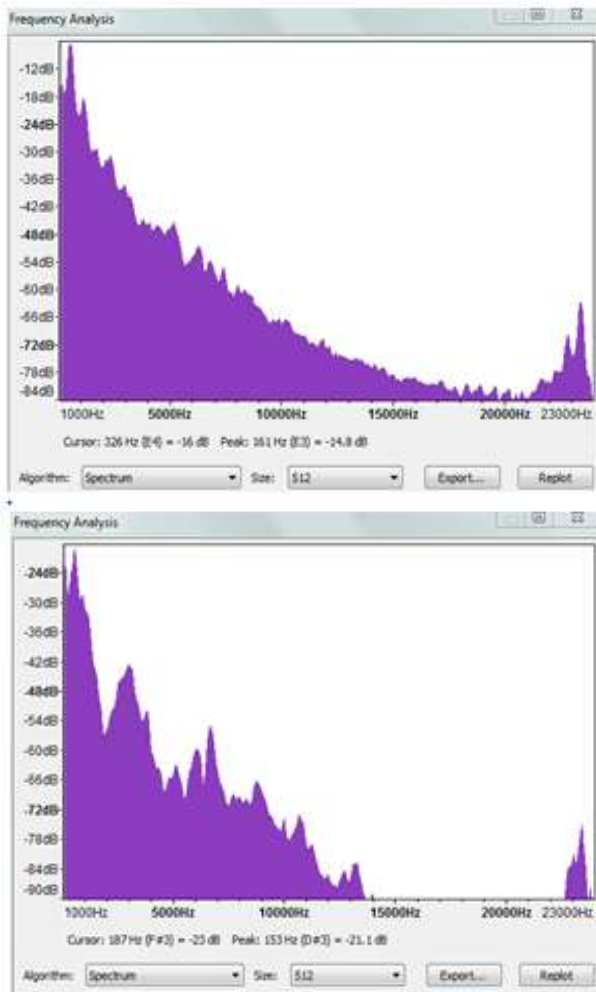 Frequency Analysis
-12dB
-18dB
-24dB
-30dB
-36dB
-42dB
-48dB
-54dB
-60dB
-66dB
-72dB
-78dB
-84dB
1000Hz 5000Hz 10000Hz 15000Hz 20000Hz 23000Hz
Cursor: 326 Hz (E4) = -16 dB Peak: 161 Hz (E3) = -14.8 dB
Algorithm: Spectrum Size: 512 Export... Replot
Frequency Analysis
-24dB
-30dB
-36dB
-42dB
-48dB
-54dB
-60dB
-66dB
-72dB
-78dB
-84dB
-90dB
1000Hz 5000Hz 10000Hz 15000Hz 20000Hz 23000Hz
Cursor: 187 Hz (F#3) = -23 dB Peak: 153 Hz (D#3) = -21.1 dB
Algorithm: Spectrum Size: 512 Export... Replot